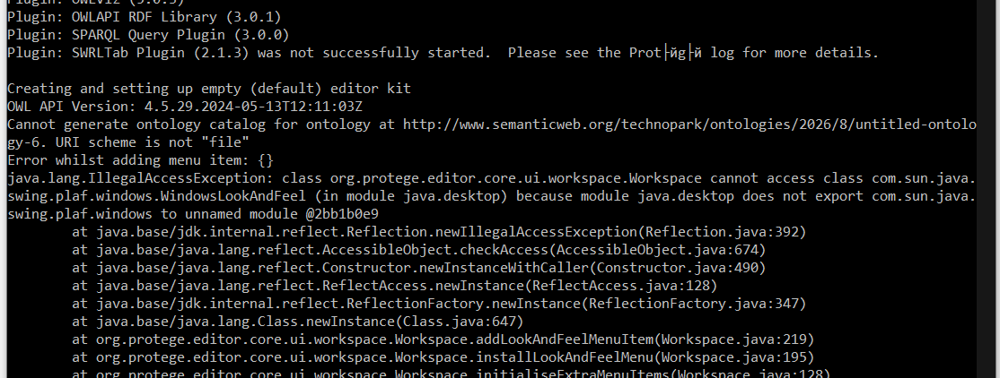 Plugin: OWLViz (5.0.3)
Plugin: OWLAPI RDF Library (3.0.1)
Plugin: SPARQL Query Plugin (3.0.0)
Plugin: SWRLTab Plugin (2.1.3) was not successfully started.  Please see the Prot├йg├й log for more details.
Creating and setting up empty (default) editor kit
OWL API Version: 4.5.29.2024-05-13T12:11:03Z
Cannot generate ontology catalog for ontology at http://www.semanticweb.org/technopark/ontologies/2026/8/untitled-ontolo
gy-6. URI scheme is not "file"
Error whilst adding menu item: {}
java.lang.IllegalAccessException: class org.protege.editor.core.ui.workspace.Workspace cannot access class com.sun.java.
swing.plaf.windows.WindowsLookAndFeel (in module java.desktop) because module java.desktop does not export com.sun.java.
swing.plaf.windows to unnamed module @2bb1b0e9
at java.base/jdk.internal.reflect.Reflection.newIllegalAccessException(Reflection.java:392)
at java.base/java.lang.reflect.AccessibleObject.checkAccess(AccessibleObject.java:674)
at java.base/java.lang.reflect.Constructor.newInstanceWithCaller(Constructor.java:490)
at java.base/java.lang.reflect.ReflectAccess.newInstance(ReflectAccess.java:128)
at java.base/jdk.internal.reflect.ReflectionFactory.newInstance(ReflectionFactory.java:347)
at java.base/java.lang.Class.newInstance(Class.java:647)
at org.protege.editor.core.ui.workspace.Workspace.addLookAndFeelMenuItem(Workspace.java:219)
at org.protege.editor.core.ui.workspace.Workspace.installLookAndFeelMenu(Workspace.java:195)
at org.protege.editor.core.ui.workspace.Workspace.initialiseExtraMenuItems(Workspace.java:128)